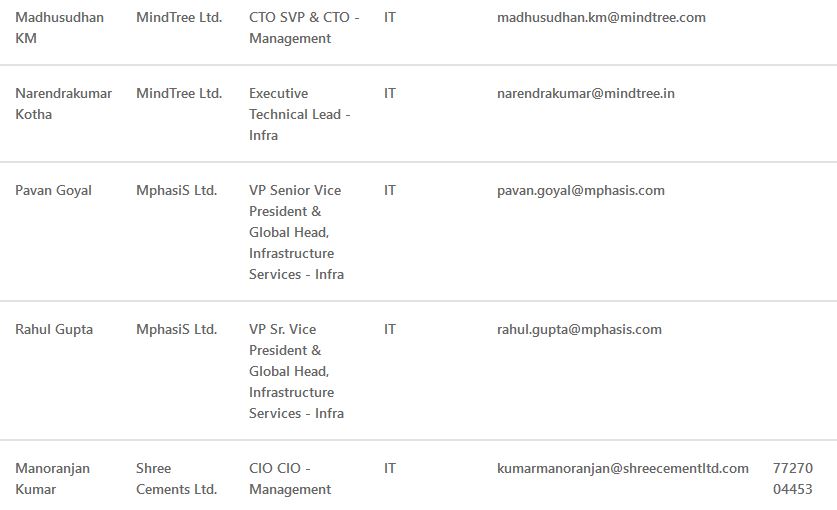 Madhusudhan MindTree Ltd. CTO SVP & CTO - IT madhusudhan.km@mindtree.com
KM Management
Narendrakumar MindTree Ltd. Executive IT narendrakumar@mindtree.in
Kotha Technical Lead -
Infra
Pavan Goyal MphasiS Ltd. VP Senior Vice IT pavan.goyal@mphasis.com
President &
Global Head,
Infrastructure
Services - Infra
Rahul Gupta MphasiS Ltd. VP Sr. Vice IT rahul.gupta@mphasis.com
President &
Global Head,
Infrastructure
Services - Infra
Manoranjan Shree CIO CIO - IT kumarmanoranjan@shreecementltd.com 77270
Kumar Cements Ltd. Management 04453